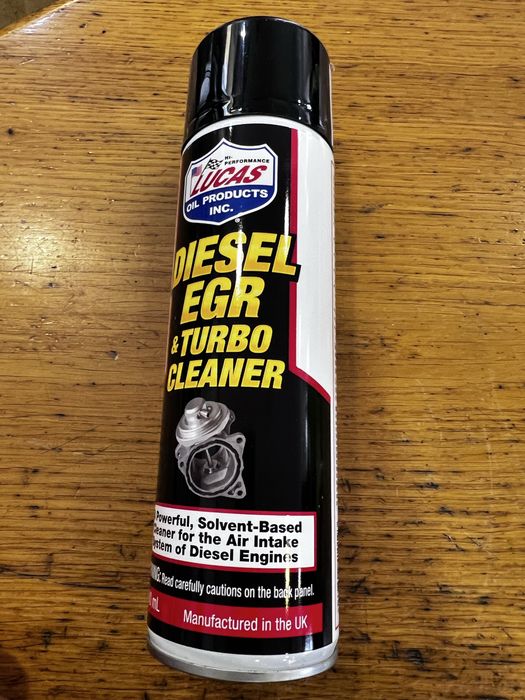 HI-
PERFORMANCE
LUCAS
OIL PRODUCTS
INC.
DIESEL
EGR
& TURBO
CLEANER
Powerful, Solvent-Based
Cleaner for the Air Intake
System of Diesel Engines
Read carefully cautions on the back panel.
mL
Manufactured in the UK